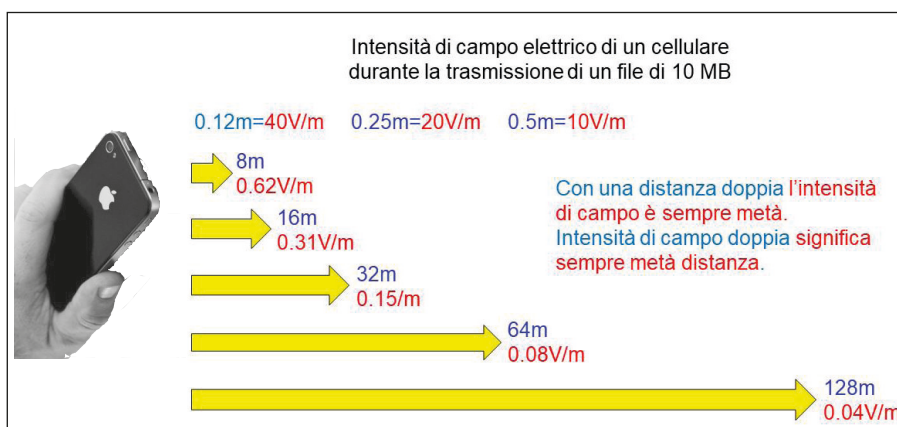 Intensità di campo elettrico di un cellulare
durante la trasmissione di un file di 10 MB
0.12m=40V/m 0.25m=20V/m 0.5m=10V/m
8m
0.62V/m
16m
0.31V/m
32m
0.15/m
64m
0.08V/m
128m
0.04V/m
Con una distanza doppia l'intensità
di campo è sempre metà.
Intensità di campo doppia significa
sempre metà distanza.